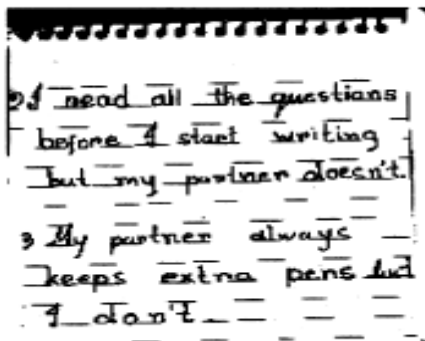 2) I read all the questians
before I start writing
but my partner doesn't.
3 My partner always
keeps extra pens but
I don't.